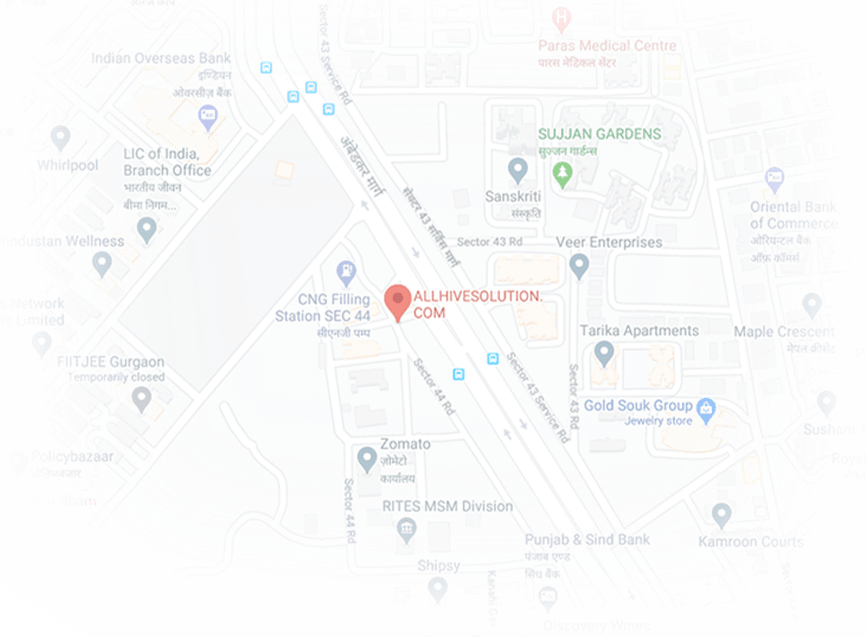 Paras Medical Centre
पारस मेडिकल सेंटर
Indian Overseas Bank
इण्डियन
ओवरसीज़ बैंक
Sector 43 Service Rd
Whirlpool
LIC of India,
Branch Office
भारतीय जीवन
बीमा निगम...
अंबेडकर मार्ग
SUJJAN GARDENS
सुज्जन गार्डन्स
Sanskriti
संस्कृति
Oriental Bank
of Commerce
ओरियन्टल बैंक
ऑफ़ कॉमर्स
सेक्टर 43 सर्विस मार्ग
Sector 43 Rd
Veer Enterprises
Hindustan Wellness
CNG Filling
Station SEC 44
सीएनजी पम्प
ALLHIVESOLUTION.
COM
Network
Limited
Tarika Apartments
Maple Crescent
मेपल क्रीसेंट
FIITJEE Gurgaon
Temporarily closed
Sector 44 Rd
Sector 43 Service Rd
Sector 43 Rd
Gold Souk Group
Jewelry store
Sushant
Zomato
ज़ोमेटो
कार्यालय
Policybazaar
Royal
Sector 44 Rd
RITES MSM Division
Punjab & Sind Bank
पंजाब एण्ड
सिंध बैंक
Kamroon Courts
Shipsy
Discovery Wines